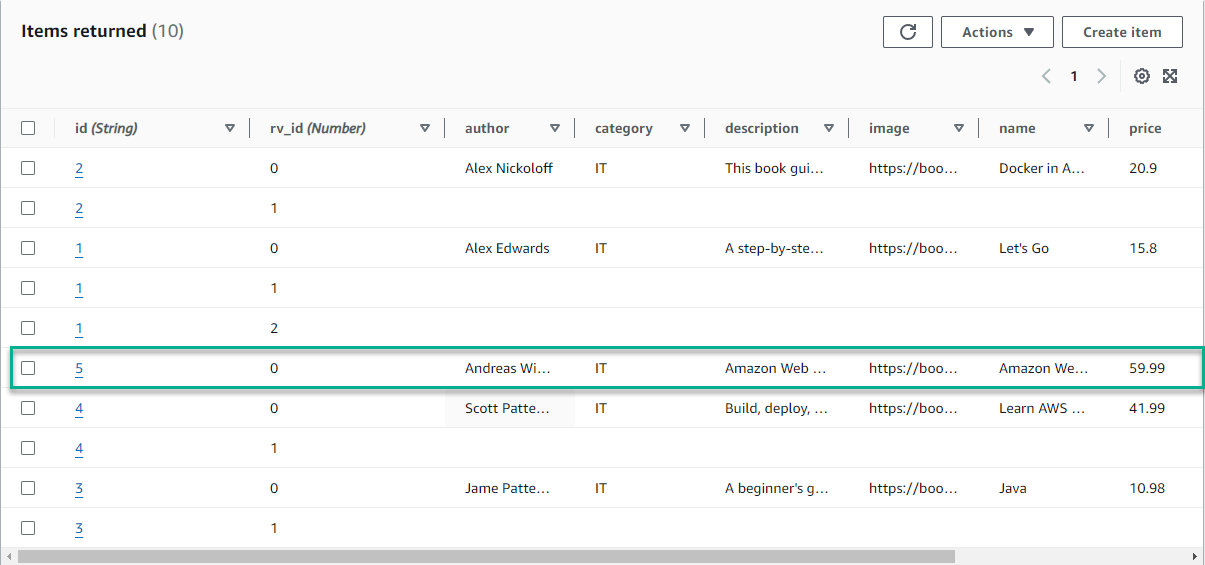 Items returned (10)
Actions
Create item
1
id (String) rv_id (Number) author category description image name price
2 0 Alex Nickoloff IT This book gui... https://boo... Docker in A... 20.9
2 1
1 0 Alex Edwards IT A step-by-ste... https://boo... Let's Go 15.8
1 1
1 2
5 0 Andreas Wi... IT Amazon Web ... https://boo... Amazon We... 59.99
4 0 Scott Patte... IT Build, deploy, ... https://boo... Learn AWS ... 41.99
4 1
3 0 Jame Patte... IT A beginner's g... https://boo... Java 10.98
3 1